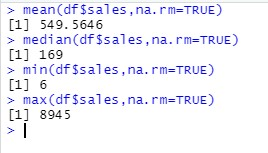 > mean(df$sales,na.rm=TRUE)
[1] 549.5646
> median(df$sales,na.rm=TRUE)
[1] 169
> min(df$sales,na.rm=TRUE)
[1] 6
> max(df$sales,na.rm=TRUE)
[1] 8945
>